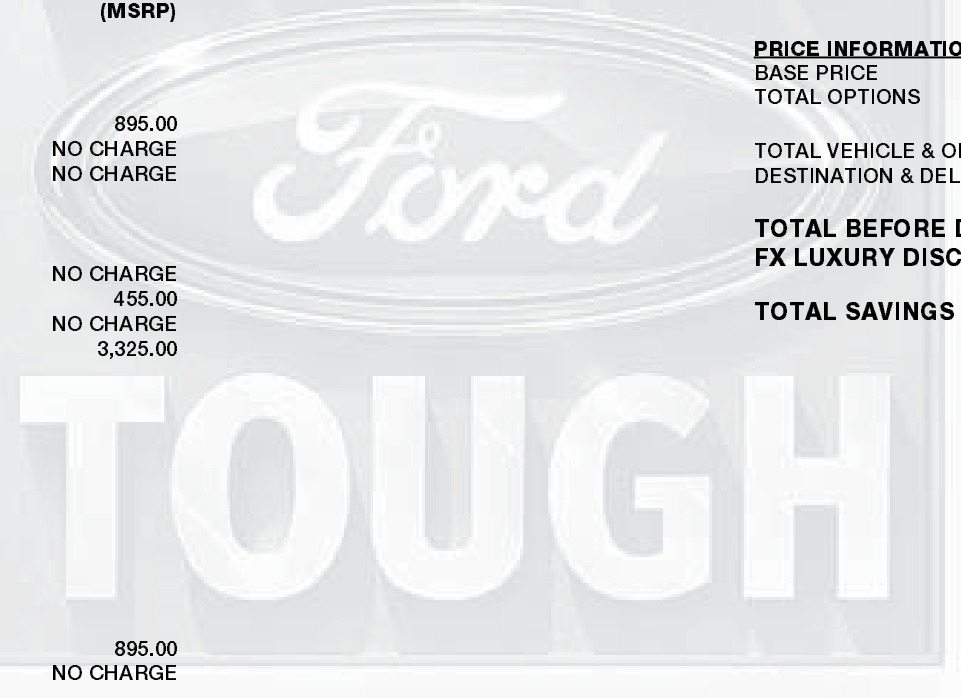 (MSRP)
895.00
NO CHARGE
NO CHARGE
NO CHARGE
455.00
NO CHARGE
3,325.00
895.00
NO CHARGE
Ford
TOUGH
PRICE INFORMATIO
BASE PRICE
TOTAL OPTIONS
TOTAL VEHICLE & O
DESTINATION & DEL
TOTAL BEFORE D
FX LUXURY DISC
TOTAL SAVINGS